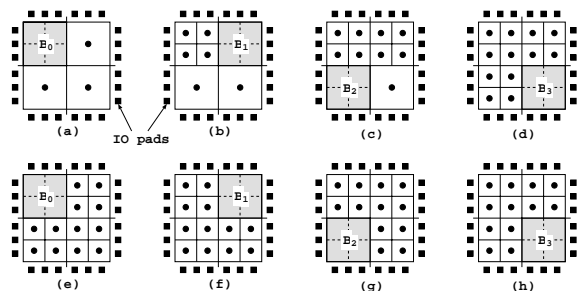 B0 B1 B2 B3
(a) (b) (c) (d)
IO pads
B0 B1 B2 B3
(e) (f) (g) (h)